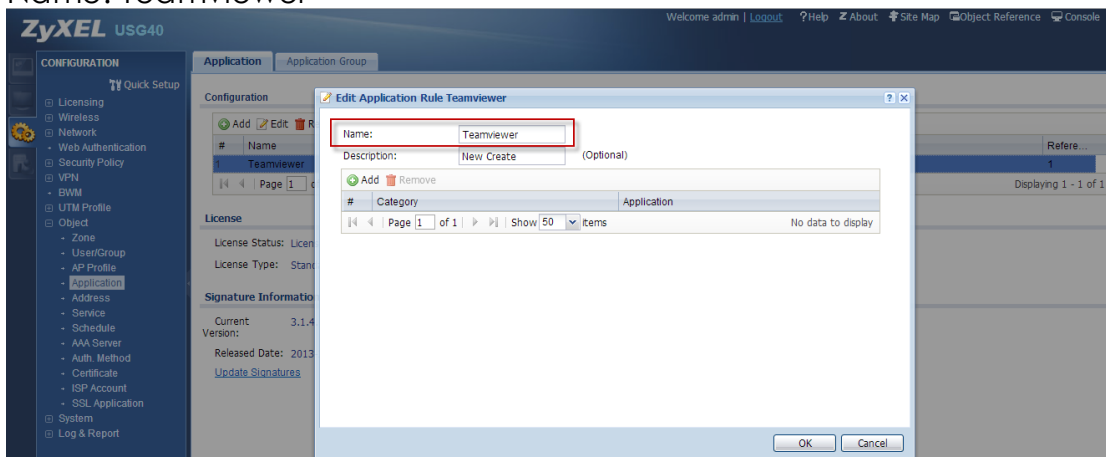 Name: Teamviewer
ZyXEL USG40
Welcome admin | Logout ?Help Z About Site Map Object Reference Console
CONFIGURATION
Quick Setup
Licensing
Wireless
Network
Web Authentication
Security Policy
VPN
BWM
UTM Profile
Object
Zone
User/Group
AP Profile
Application
Address
Service
Schedule
AAA Server
Auth. Method
Certificate
ISP Account
SSL Application
System
Log & Report
Application Application Group
Configuration
Add Edit R
# Name Refere...
1 Teamviewer 1
Page 1 Displaying 1 - 1 of 1
License
License Status: Licen
License Type: Stand
Signature Informatio
Current Version: 3.1.4
Released Date: 2013
Update Signatures
Edit Application Rule Teamviewer
Name: Teamviewer
Description: New Create (Optional)
Add Remove
# Category Application
Page 1 of 1 Show 50 items No data to display
OK Cancel